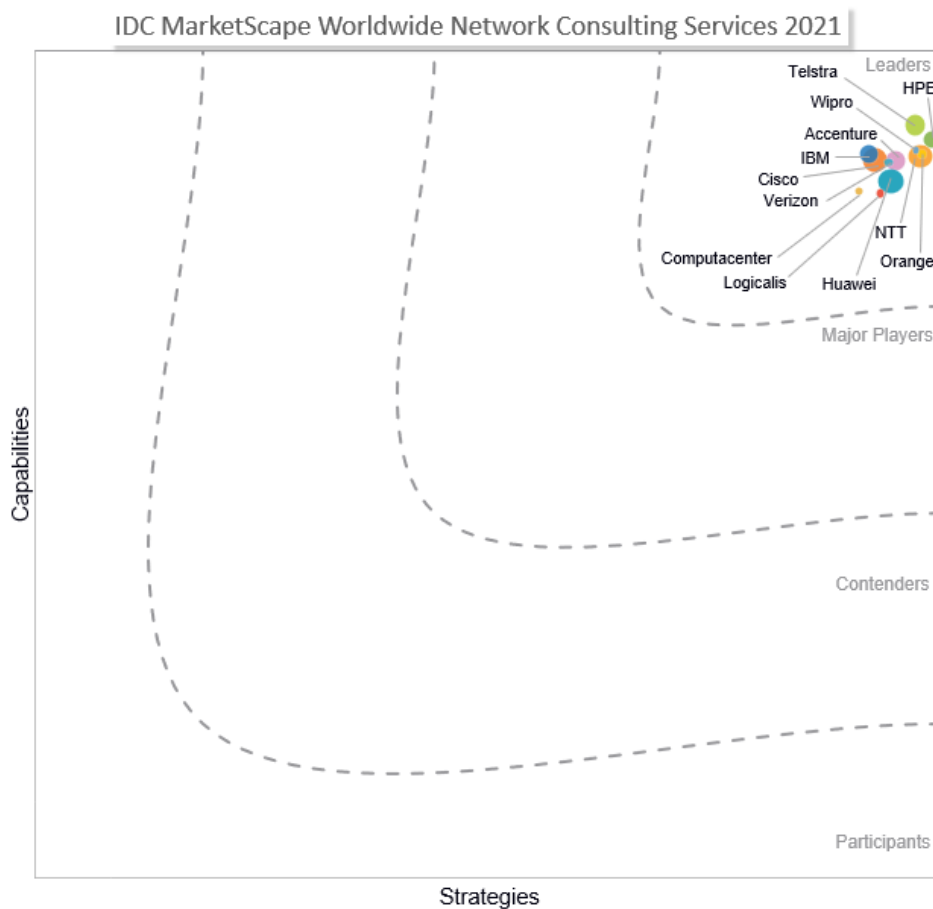 IDC MarketScape Worldwide Network Consulting Services 2021
Leaders
Telstra
HPE
Wipro
Accenture
IBM
Cisco
Verizon
NTT
Computacenter
Orange
Logicalis
Huawei
Major Players
Capabilities
Contenders
Participants
Strategies